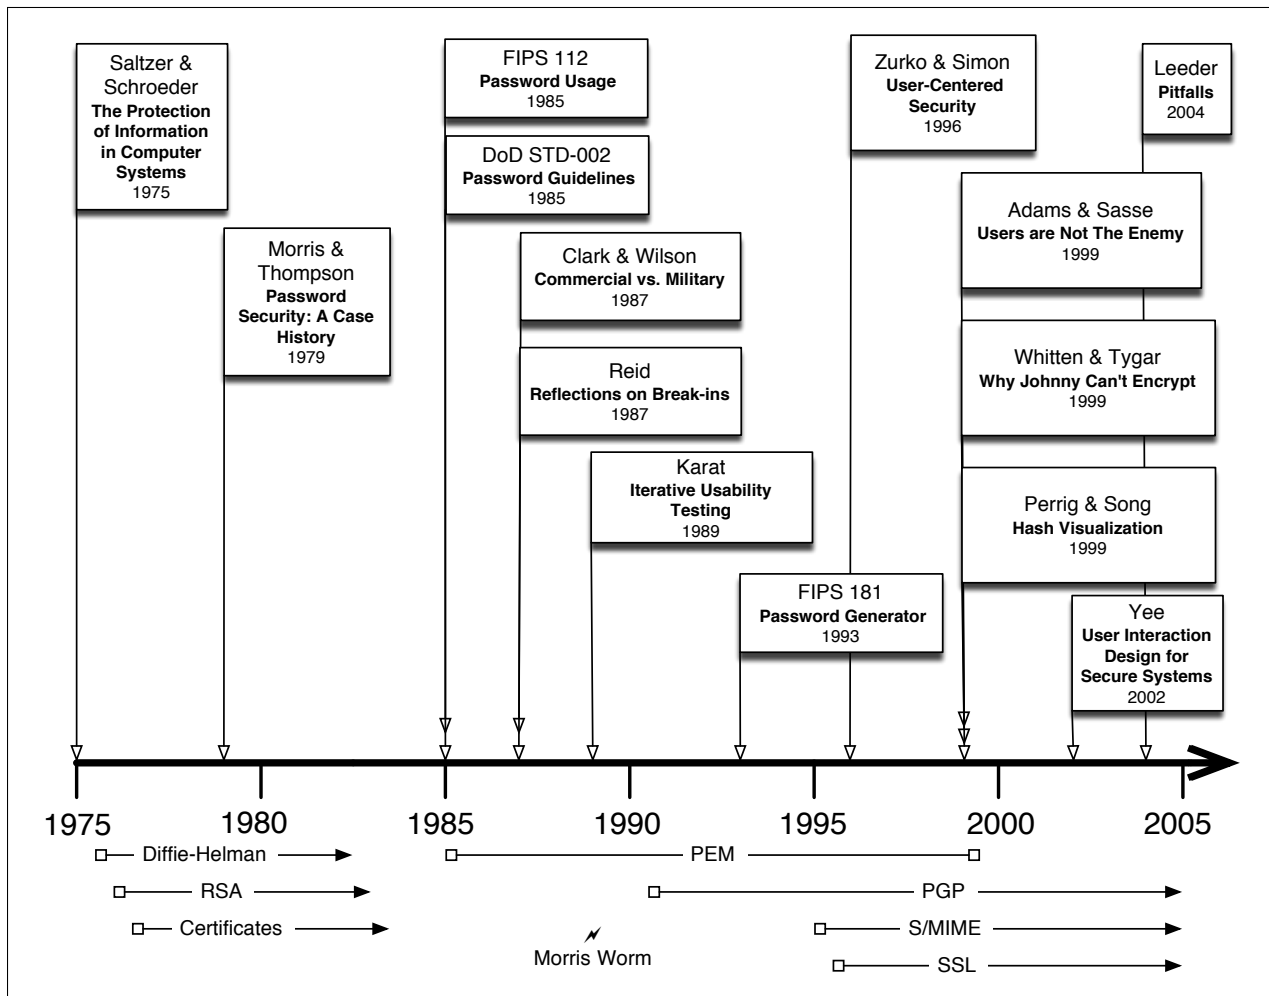 Saltzer &
Schroeder
The Protection
of Information
in Computer
Systems
1975
Morris &
Thompson
Password
Security: A Case
History
1979
FIPS 112
Password Usage
1985
DoD STD-002
Password Guidelines
1985
Clark & Wilson
Commercial vs. Military
1987
Reid
Reflections on Break-ins
1987
Karat
Iterative Usability
Testing
1989
FIPS 181
Password Generator
1993
Zurko & Simon
User-Centered
Security
1996
Leeder
Pitfalls
2004
Adams & Sasse
Users are Not The Enemy
1999
Whitten & Tygar
Why Johnny Can't Encrypt
1999
Perrig & Song
Hash Visualization
1999
Yee
User Interaction
Design for
Secure Systems
2002
1975 1980 1985 1990 1995 2000 2005
Diffie-Helman
PEM
RSA
PGP
Certificates
S/MIME
Morris Worm
SSL